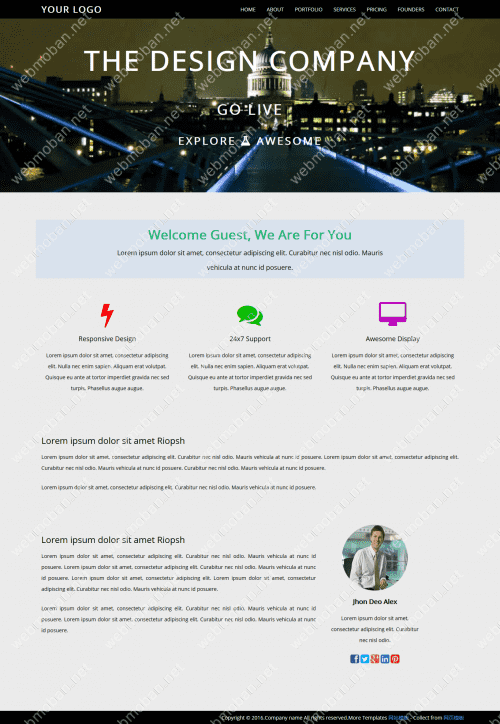 YOUR LOGO
HOME ABOUT PORTFOLIO SERVICES PRICING FOUNDERS CONTACT
THE DESIGN COMPANY
GO LIVE
EXPLORE AWESOME
Welcome Guest, We Are For You
Lorem ipsum dolor sit amet, consectetur adipiscing elit. Curabitur nec nisl odio. Mauris
vehicula at nunc id posuere.
Responsive Design
Lorem ipsum dolor sit amet, consectetur adipiscing
elit. Nulla nec enim sapien. Aliquam erat volutpat.
Quisque eu ante at tortor imperdiet gravida nec sed
turpis. Phasellus augue augue.
24x7 Support
Lorem ipsum dolor sit amet, consectetur adipiscing
elit. Nulla nec enim sapien. Aliquam erat volutpat.
Quisque eu ante at tortor imperdiet gravida nec sed
turpis. Phasellus augue augue.
Awesome Display
Lorem ipsum dolor sit amet, consectetur adipiscing
elit. Nulla nec enim sapien. Aliquam erat volutpat.
Quisque eu ante at tortor imperdiet gravida nec sed
turpis. Phasellus augue augue.
Lorem ipsum dolor sit amet Riopsh
Lorem ipsum dolor sit amet, consectetur adipiscing elit. Curabitur nec nisl odio. Mauris vehicula at nunc id posuere. Lorem ipsum dolor sit amet, consectetur adipiscing elit.
Curabitur nec nisl odio. Mauris vehicula at nunc id posuere. Curabitur nec nisl odio. Mauris vehicula at nunc id posuere.
Lorem ipsum dolor sit amet, consectetur adipiscing elit. Curabitur nec nisl odio. Mauris vehicula at nunc id posuere.
Lorem ipsum dolor sit amet Riopsh
Lorem ipsum dolor sit amet, consectetur adipiscing elit. Curabitur nec nisl odio. Mauris vehicula at nunc id
posuere. Lorem ipsum dolor sit amet, consectetur adipiscing elit. Curabitur nec nisl odio. Mauris vehicula at nunc
id posuere. Lorem ipsum dolor sit amet, consectetur adipiscing elit. Lorem ipsum dolor sit amet, consectetur
adipiscing elit. Curabitur nec nisl odio. Mauris vehicula at nunc id posuere.
Lorem ipsum dolor sit amet, consectetur adipiscing elit. Curabitur nec nisl odio. Mauris vehicula at nunc id
posuere. Lorem ipsum dolor sit amet, consectetur adipiscing elit. Curabitur nec nisl odio. Mauris vehicula at nunc
id posuere.
Jhon Deo Alex
Lorem ipsum dolor sit amet,
consectetur adipiscing elit. Curabitur
nec nisl odio.
Copyright © 2016.Company name All rights reserved.More Templates - Collect from
webmoban.net